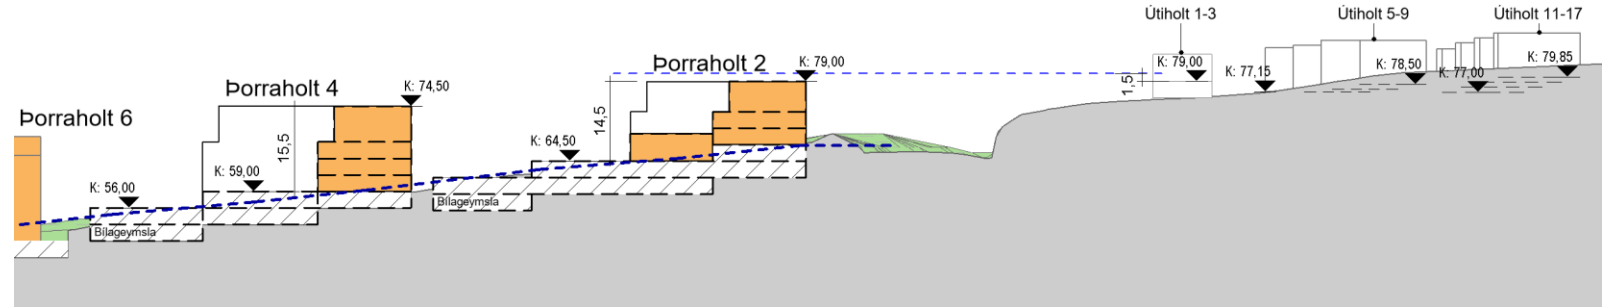 Útiholt 1-3
Útiholt 5-9
Útiholt 11-17
Þorraholt 2
K: 79,00
K: 79,00
K: 78,50
K: 79,85
Þorraholt 4
K: 74,50
K: 77,15
K: 77,00
1,5
Þorraholt 6
14,5
15,5
K: 64,50
K: 59,00
K: 56,00
Bílageymsla
Bílageymsla